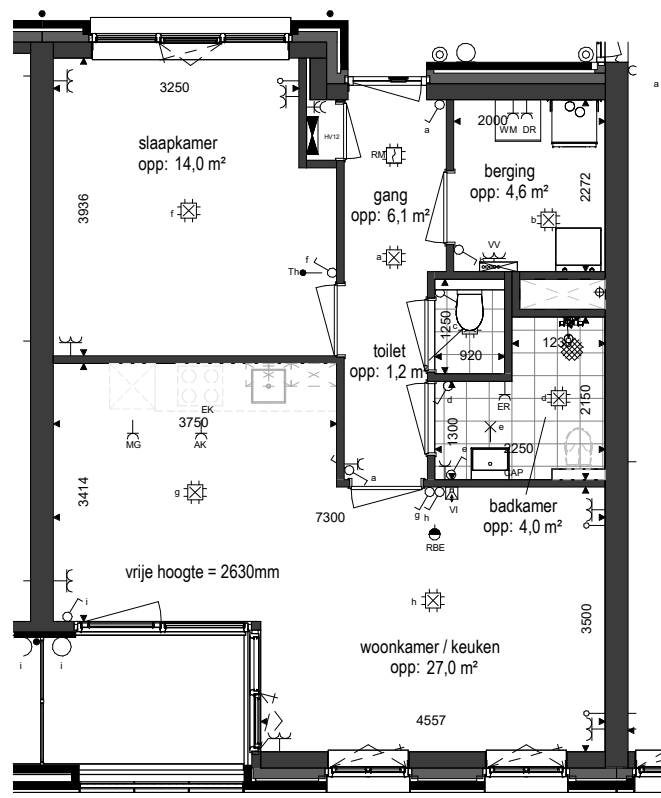 3250
slaapkamer
opp: 14,0 m²
3936
f
f
Th
HV12
a
RM
gang
opp: 6,1 m²
a
2000
WM DR
berging
opp: 4,6 m²
2272
b
VV
a
c
1250
920
toilet
opp: 1,2 m²
1230
2150
d
d
ER
e
e
1300
2250
CAP
badkamer
opp: 4,0 m²
EK
3750
MG
AK
3414
g
a
7300
g
h
VI
RBE
vrije hoogte = 2630mm
h
i
i
i
woonkamer / keuken
opp: 27,0 m²
3500
4557